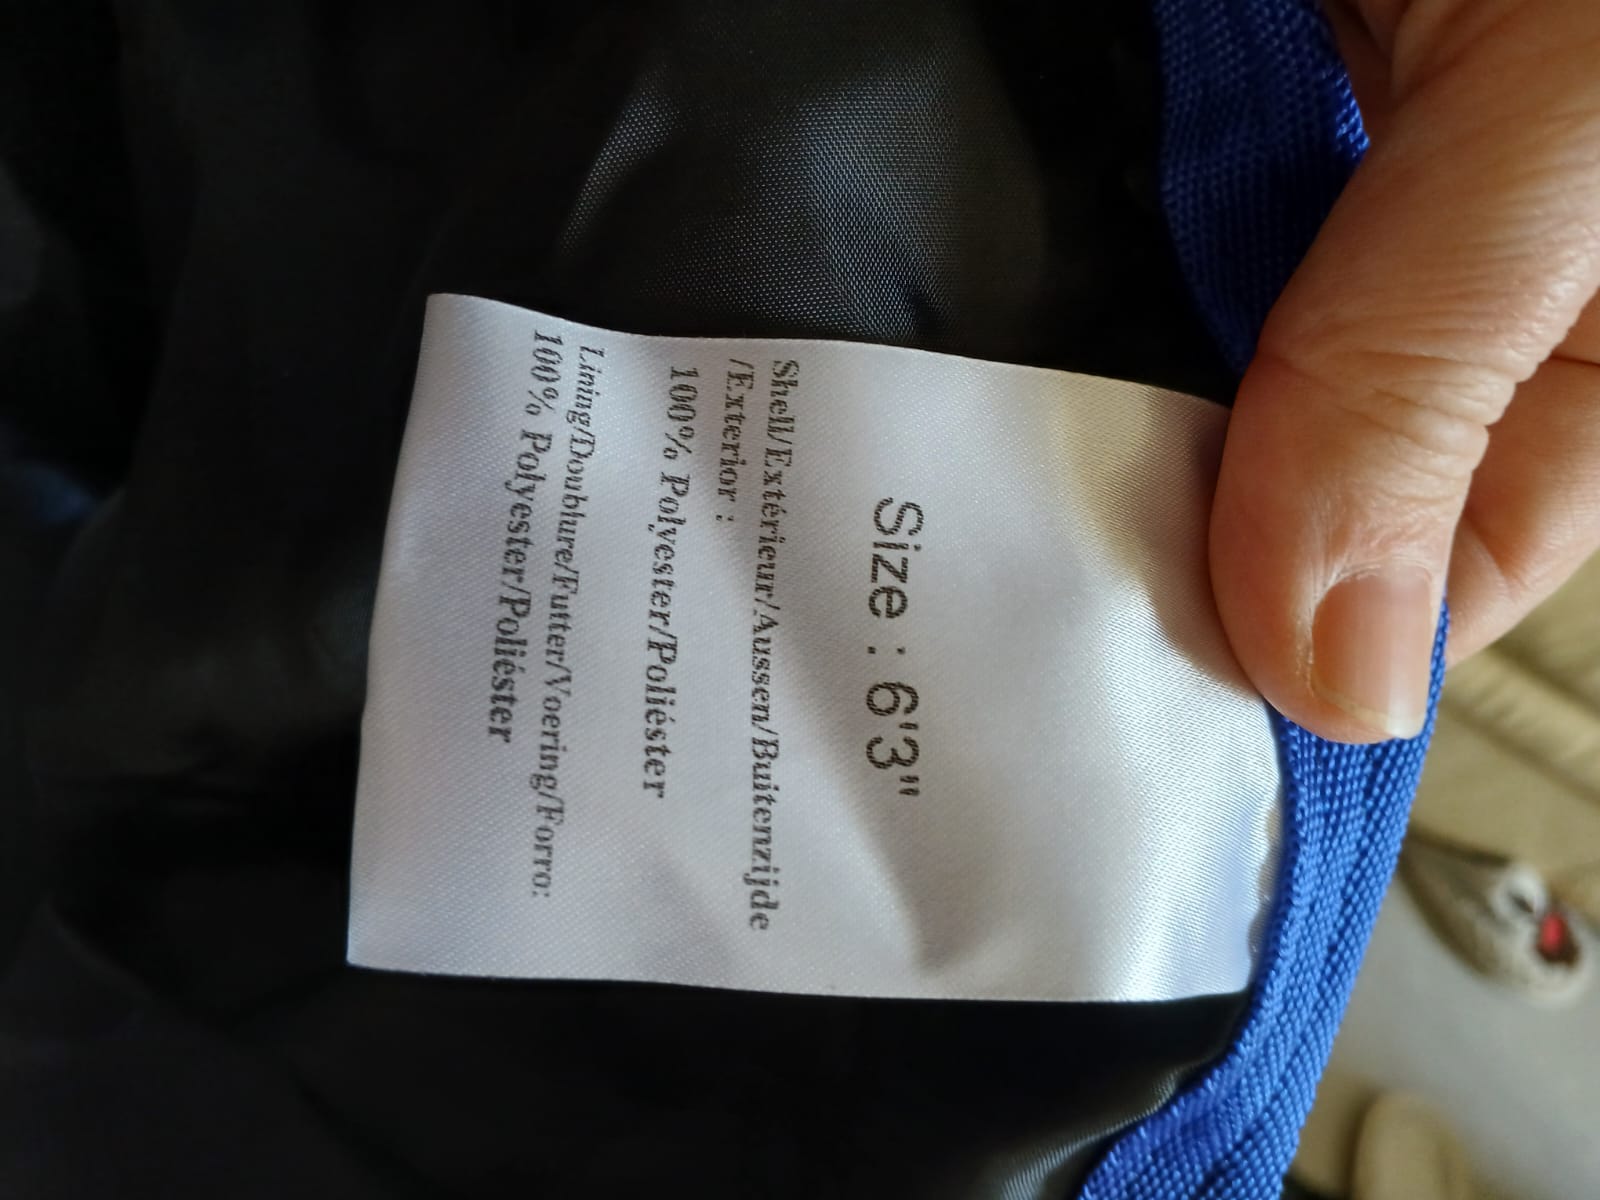 Size : 6'3"
Shell/Extérieur/Aussen/Buitenzijde
/Exterior :
100% Polyester/Poliéster
Lining/Doublure/Futter/Voering/Forro:
100% Polyester/Poliéster